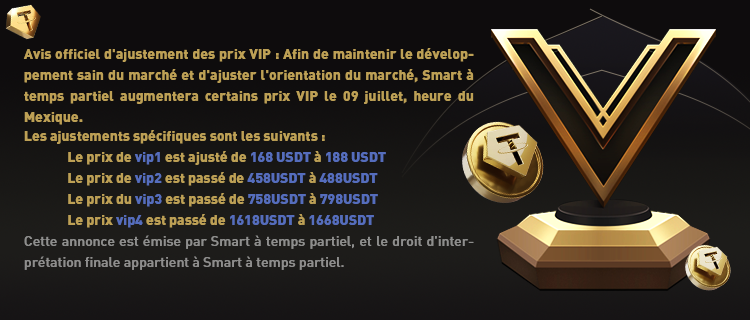 Avis officiel d'ajustement des prix VIP : Afin de maintenir le dévelop-
pement sain du marché et d'ajuster l'orientation du marché, Smart à
temps partiel augmentera certains prix VIP le 09 juillet, heure du
Mexique.
Les ajustements spécifiques sont les suivants :
Le prix de vip1 est ajusté de 168 USDT à 188 USDT
Le prix de vip2 est passé de 458USDT à 488USDT
Le prix du vip3 est passé de 758USDT à 798USDT
Le prix vip4 est passé de 1618USDT à 1668USDT
Cette annonce est émise par Smart à temps partiel, et le droit d'inter-
prétation finale appartient à Smart à temps partiel.